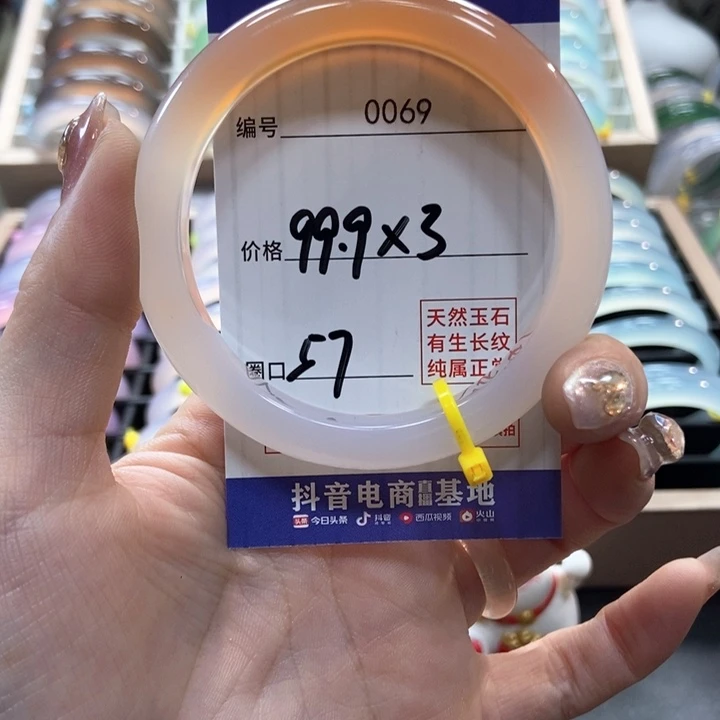 编号 0069
价格 99.9×3
圈口 57
天然玉石
有生长纹
纯属正常
抖音电商直播基地
头条 今日头条 抖音 西瓜视频 火山